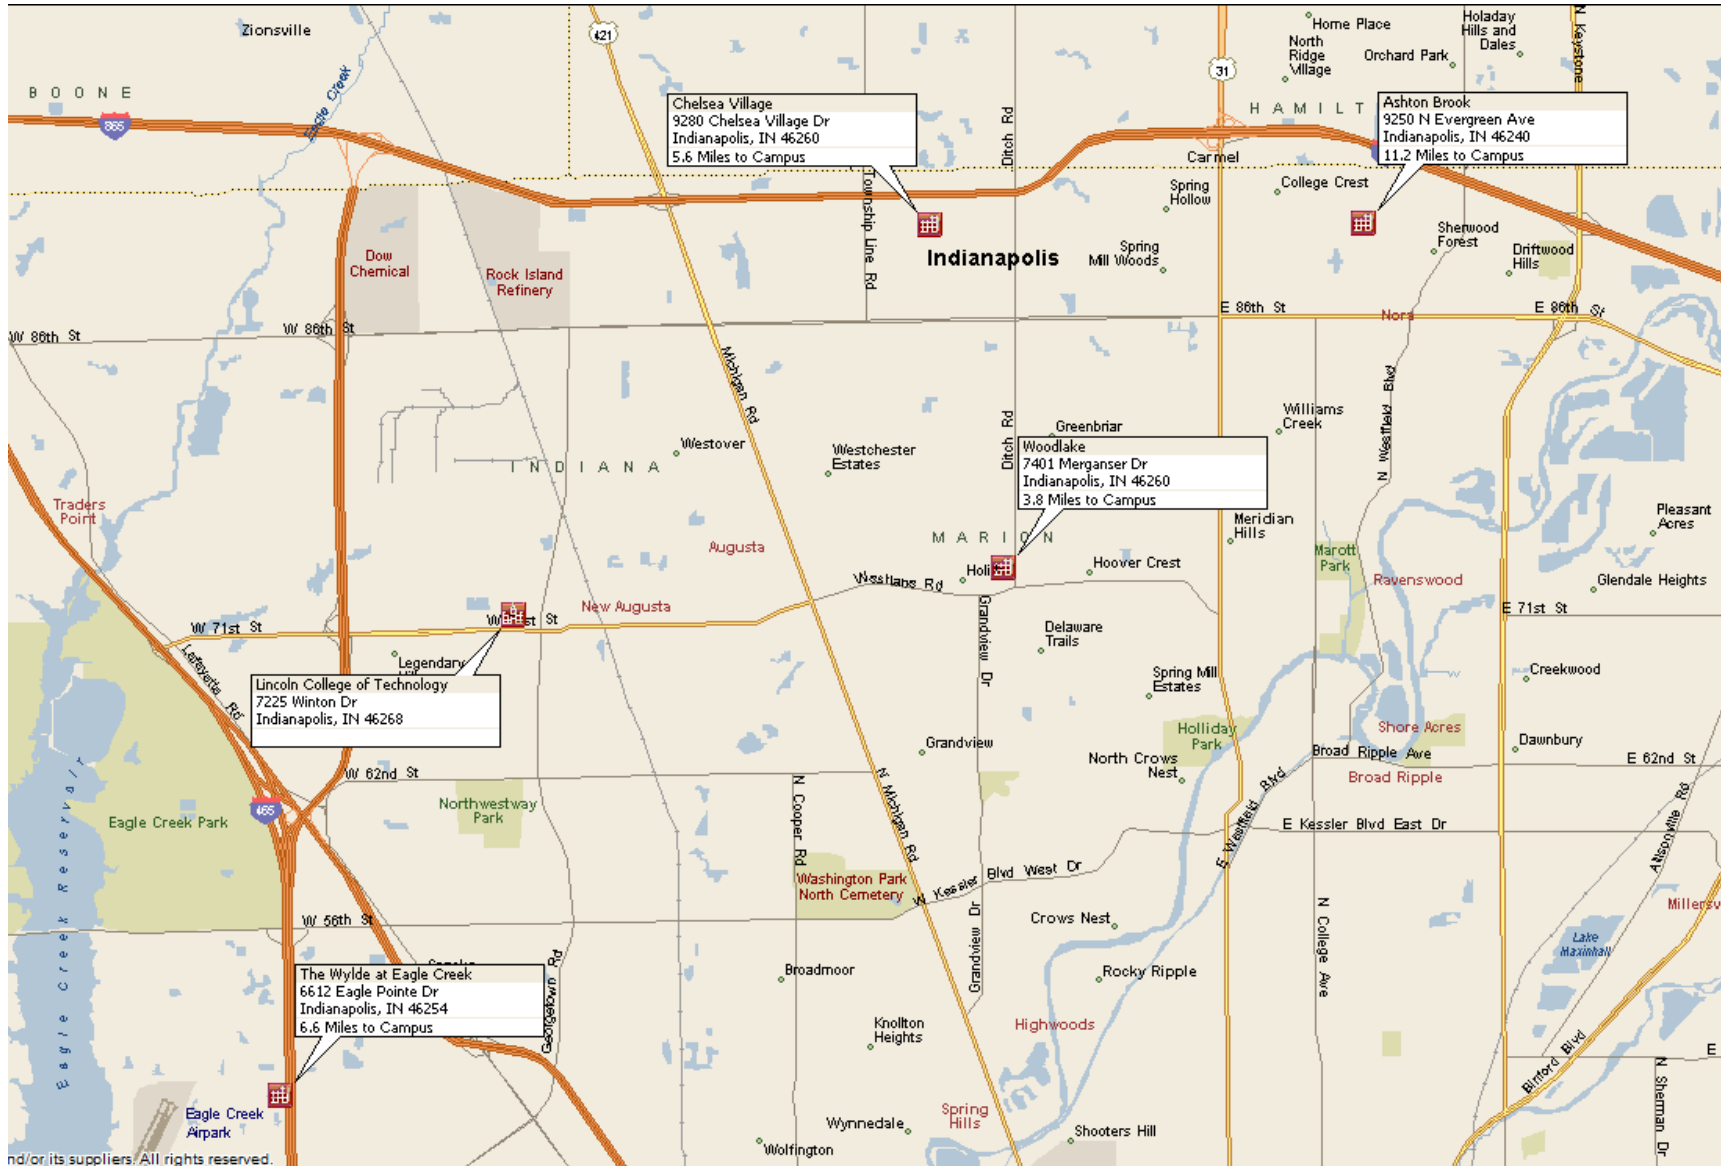 Zionsville
421
Home Place
Holaday
Hills and
Dales
N Keystone
North
Ridge
Village
Orchard Park
31
BOONE
Eagle Creek
865
Chelsea Village
9280 Chelsea Village Dr
Indianapolis, IN 46260
5.6 Miles to Campus
Ditch Rd
HAMILT
Ashton Brook
9250 N Evergreen Ave
Indianapolis, IN 46240
11.2 Miles to Campus
Carmel
Township Line Rd
Spring
Hollow
College Crest
Sherwood
Forest
Driftwood
Hills
Dow
Chemical
Rock Island
Refinery
Indianapolis
Spring
Mill Woods
W 86th St
W 86th St
E 86th St
Nora
E 86th St
Michigan Rd
N Westfield Blvd
Williams
Creek
Ditch Rd
Greenbriar
Westover
Westchester
Estates
INDIANA
Woodlake
7401 Merganser Dr
Indianapolis, IN 46260
3.8 Miles to Campus
Traders
Point
Meridian
Hills
Pleasant
Acres
Augusta
MARION
Marott
Park
Hoover Crest
Ravenswood
Glendale Heights
Westlane Rd
New Augusta
W 71st St
E 71st St
Grandview Dr
Delaware
Trails
Lafayette Rd
Legendary
Lincoln College of Technology
7225 Winton Dr
Indianapolis, IN 46268
Spring Mill
Estates
Creekwood
Holliday
Park
Shore Acres
Grandview
Broad Ripple Ave
Dawnbury
E 62nd St
W 62nd St
North Crows
Nest
Broad Ripple
465
Eagle Creek Park
Northwestway
Park
N Cooper Rd
N Michigan Rd
E Westfield Blvd
E Kessler Blvd East Dr
Allisonville Rd
Washington Park
North Cemetery
W Kessler Blvd West Dr
Eagle Creek Reservoir
W 56th St
Grandview Dr
Crows Nest
N College Ave
Millersv
Lake
Maxinhall
The Wylde at Eagle Creek
6612 Eagle Pointe Dr
Indianapolis, IN 46254
6.6 Miles to Campus
Georgetown Rd
Broadmoor
Rocky Ripple
Knollton
Heights
Highwoods
Binford Blvd
E
N Sherman Dr
Eagle Creek
Airpark
Spring
Hills
Wynnedale
Shooters Hill
Wolfington
nd/or its suppliers. All rights reserved.